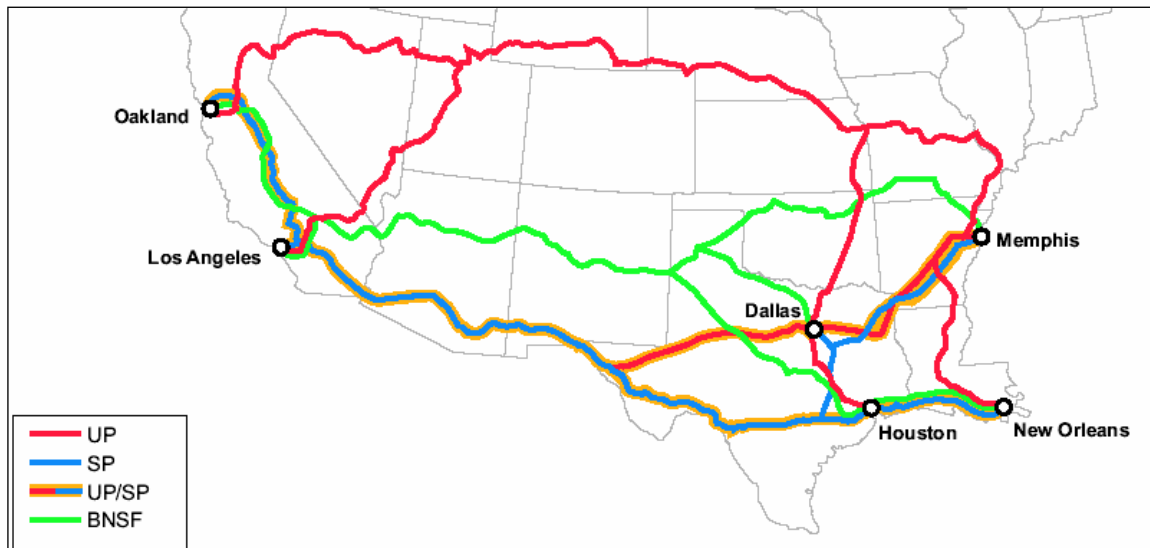 Oakland
Los Angeles
Memphis
Dallas
Houston
New Orleans
UP
SP
UP/SP
BNSF